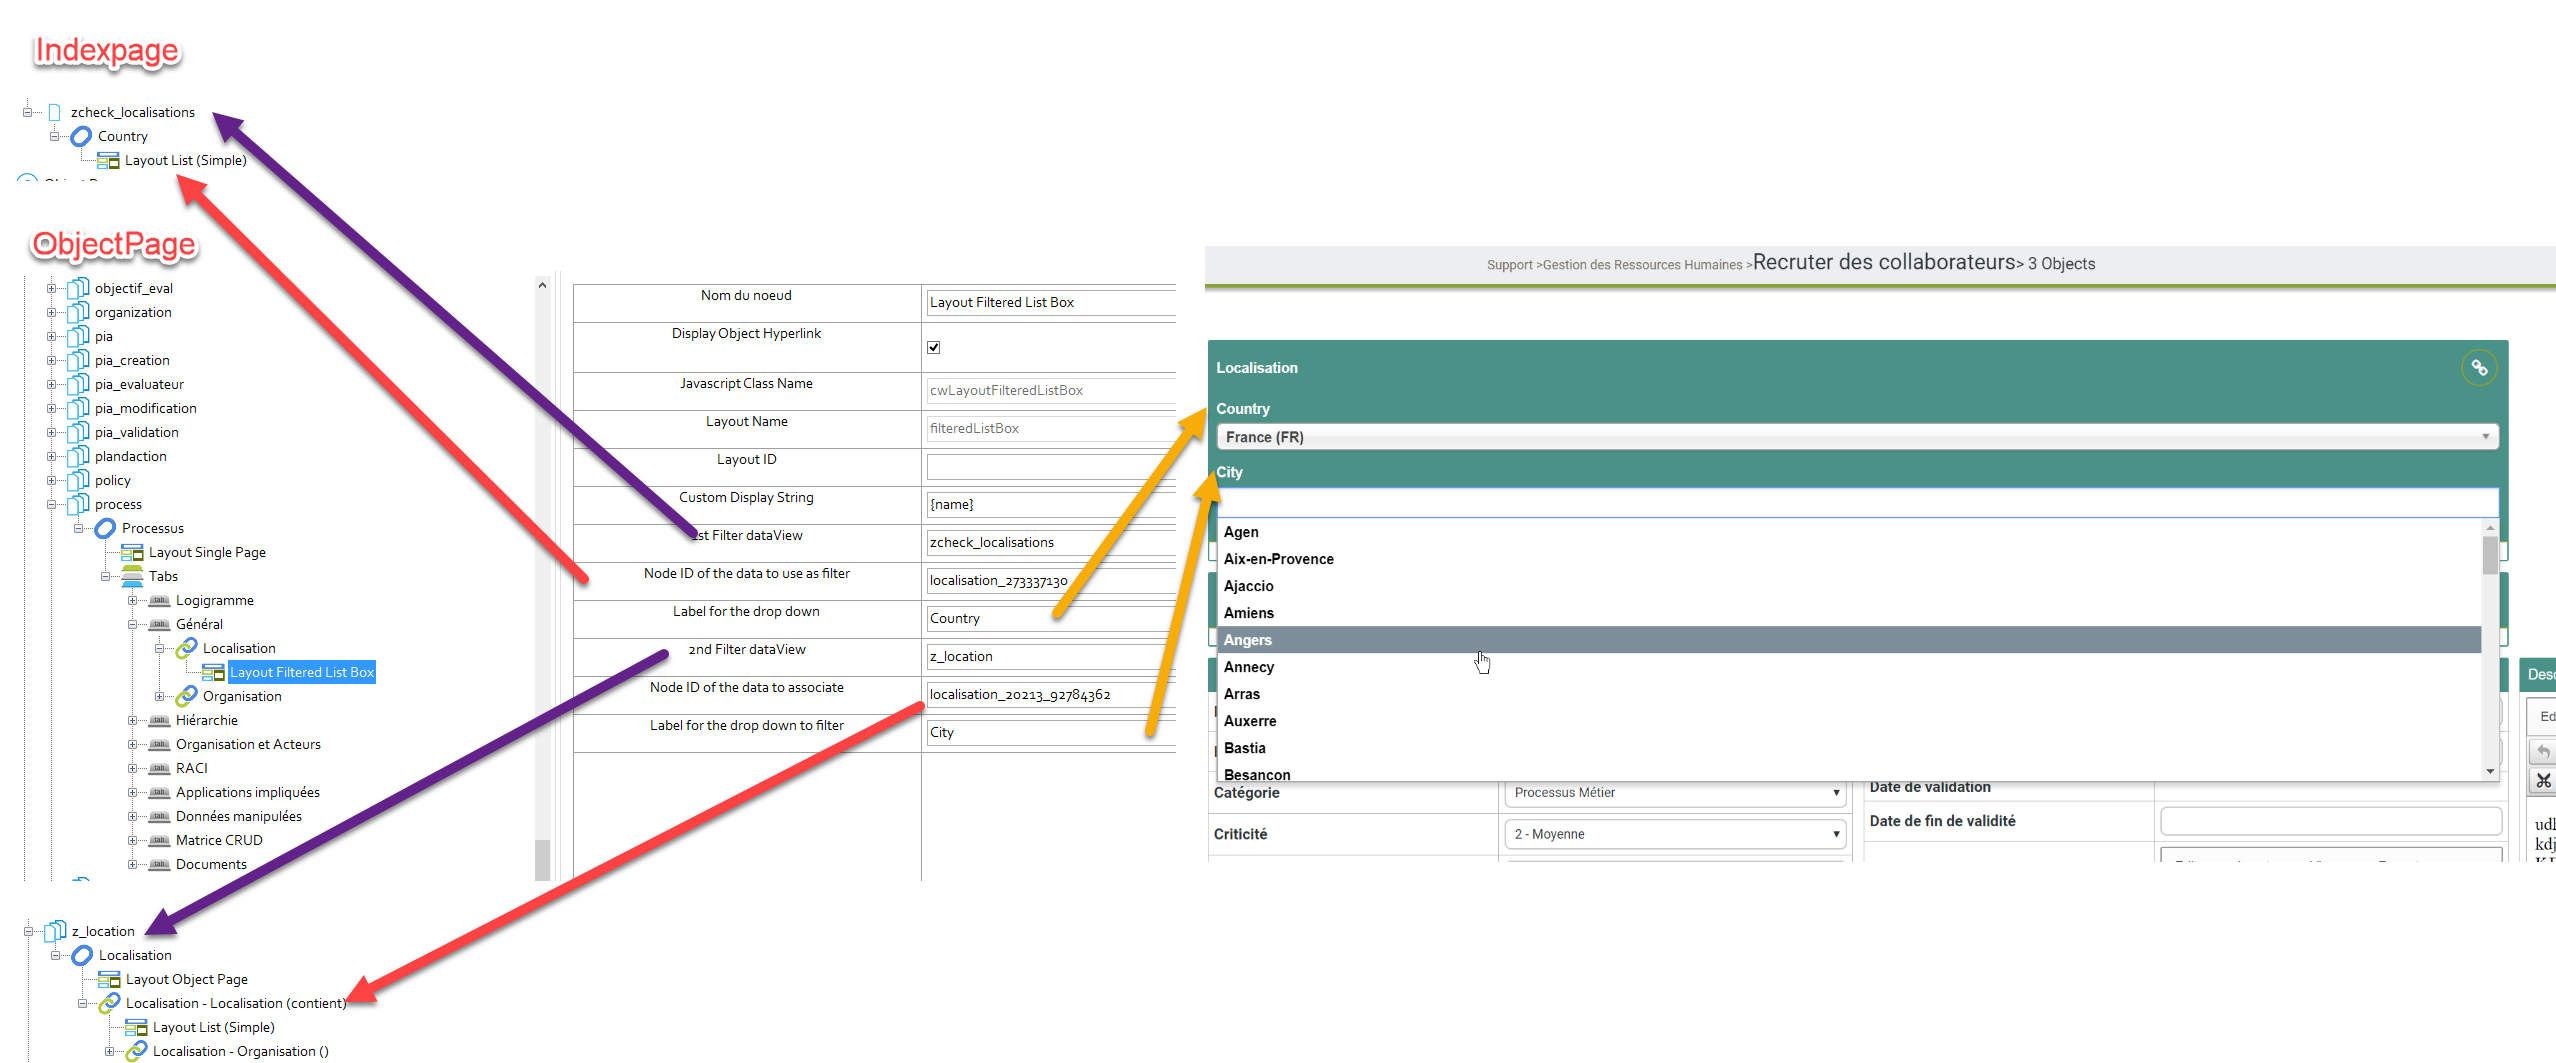 Indexpage
zcheck_localisations
Country
Layout List (Simple)
ObjectPage
objectif_eval
organization
pia
pia_creation
pia_evaluateur
pia_modification
pia_validation
plandaction
policy
process
Processus
Layout Single Page
Tabs
Logigramme
Général
Localisation
Layout Filtered List Box
Organisation
Hiérarchie
Organisation et Acteurs
RACI
Applications impliquées
Données manipulées
Matrice CRUD
Documents
z_location
Localisation
Layout Object Page
Localisation - Localisation (contient)
Layout List (Simple)
Localisation - Organisation ()
Nom du noeud Layout Filtered List Box
Display Object Hyperlink
Javascript Class Name cwLayoutFilteredListBox
Layout Name filteredListBox
Layout ID
Custom Display String {name}
1st Filter dataView zcheck_localisations
Node ID of the data to use as filter localisation_273337130
Label for the drop down Country
2nd Filter dataView z_location
Node ID of the data to associate localisation_20213_92784362
Label for the drop down to filter City
Support >Gestion des Ressources Humaines >Recruter des collaborateurs> 3 Objects
Localisation
Country
France (FR)
City
Agen
Aix-en-Provence
Ajaccio
Amiens
Angers
Annecy
Arras
Auxerre
Bastia
Besancon
Catégorie Processus Métier
Criticité 2 - Moyenne
Date de validation
Date de fin de validité